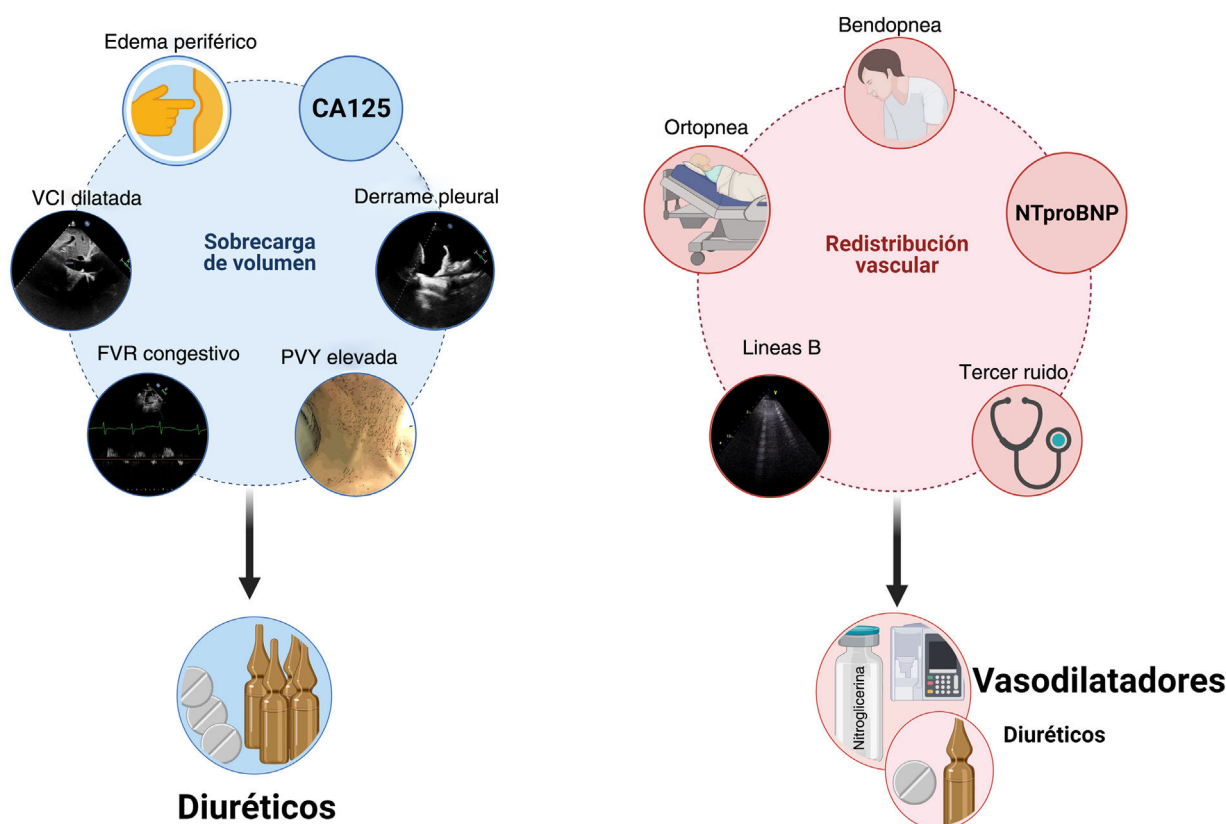 Edema periférico
CA125
VCI dilatada
Derrame pleural
Sobrecarga
de volumen
FVR congestivo
PVY elevada
Diuréticos
Bendopnea
Ortopnea
NTproBNP
Redistribución
vascular
Lineas B
Tercer ruido
Nitroglicerina
Vasodilatadores
Diuréticos